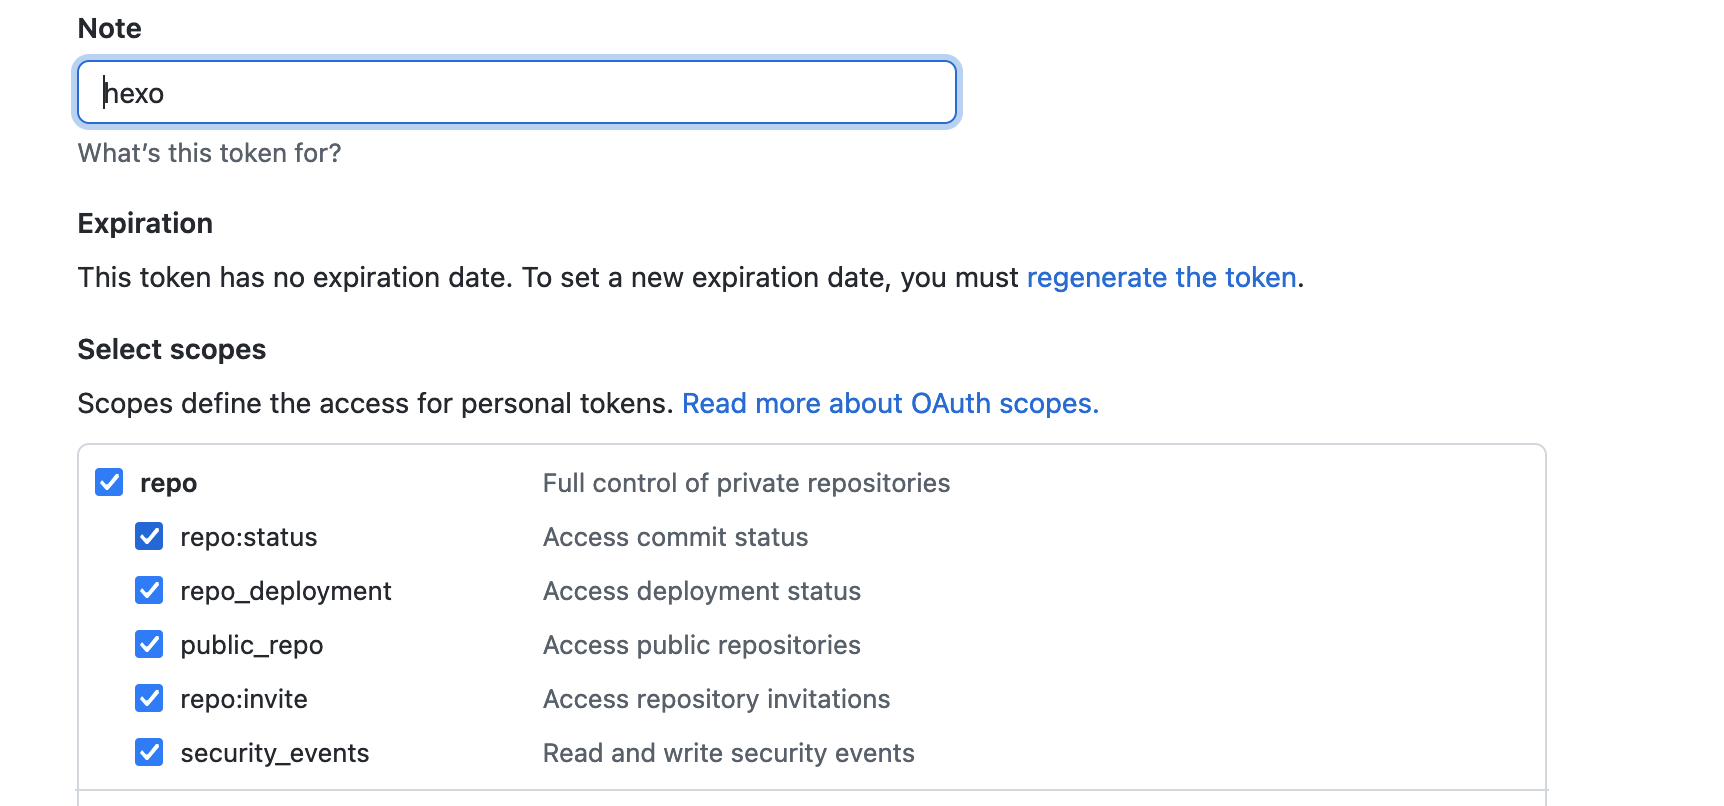 Note
hexo
What's this token for?
Expiration
This token has no expiration date. To set a new expiration date, you must regenerate the token.
Select scopes
Scopes define the access for personal tokens. Read more about OAuth scopes.
repo Full control of private repositories
repo:status Access commit status
repo_deployment Access deployment status
public_repo Access public repositories
repo:invite Access repository invitations
security_events Read and write security events